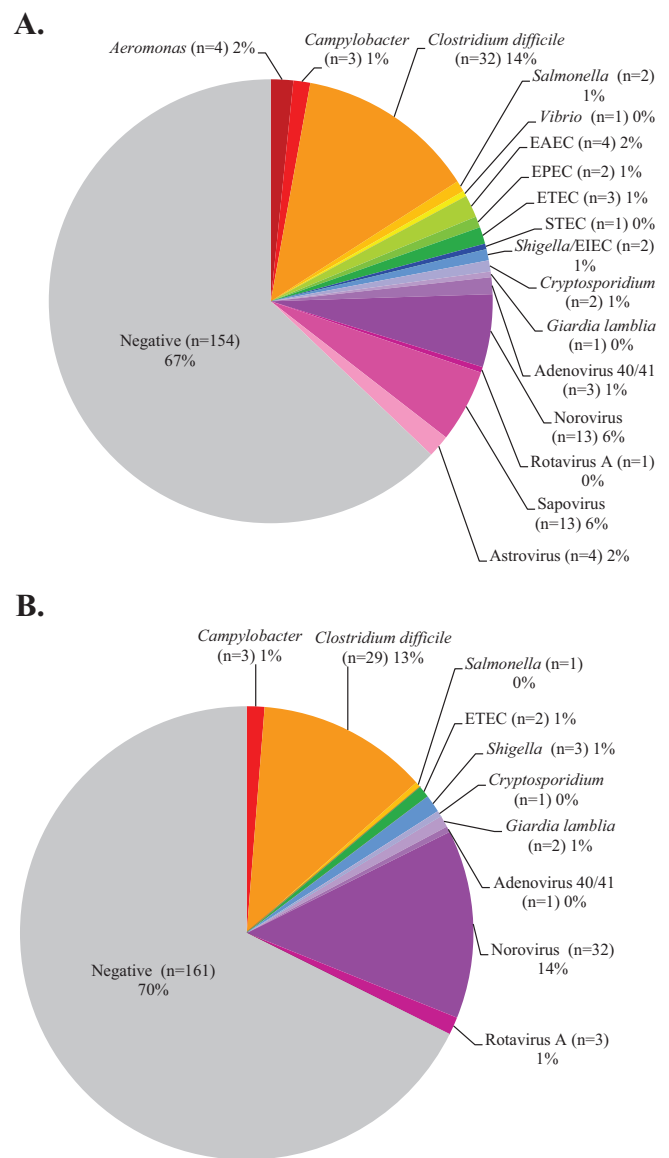 A.
Aeromonas (n=4) 2%
Campylobacter
(n=3) 1%
Clostridium difficile
(n=32) 14%
Salmonella (n=2)
1%
Vibrio (n=1) 0%
EAEC (n=4) 2%
EPEC (n=2) 1%
ETEC (n=3) 1%
STEC (n=1) 0%
Shigella/EIEC (n=2)
1%
Cryptosporidium
(n=2) 1%
Giardia lamblia
(n=1) 0%
Adenovirus 40/41
(n=3) 1%
Norovirus
(n=13) 6%
Rotavirus A (n=1)
0%
Sapovirus
(n=13) 6%
Astrovirus (n=4) 2%
Negative (n=154)
67%
B.
Campylobacter
(n=3) 1%
Clostridium difficile
(n=29) 13%
Salmonella (n=1)
0%
ETEC (n=2) 1%
Shigella (n=3) 1%
Cryptosporidium
(n=1) 0%
Giardia lamblia
(n=2) 1%
Adenovirus 40/41
(n=1) 0%
Norovirus (n=32)
14%
Rotavirus A (n=3)
1%
Negative (n=161)
70%